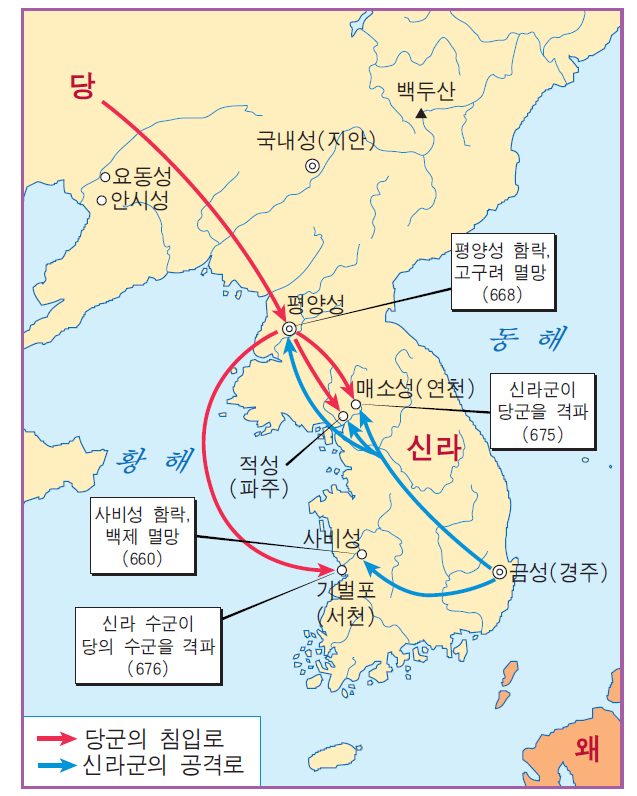 당
백두산
국내성(지안)
요동성
안시성
평양성 함락,
고구려 멸망
(668)
평양성
동 해
매소성(연천)
신라군이
당군을 격파
(675)
신라
황 해
적성
(파주)
사비성 함락,
백제 멸망
(660)
사비성
금성(경주)
기벌포
(서천)
신라 수군이
당의 수군을 격파
(676)
당군의 침입로
신라군의 공격로
왜